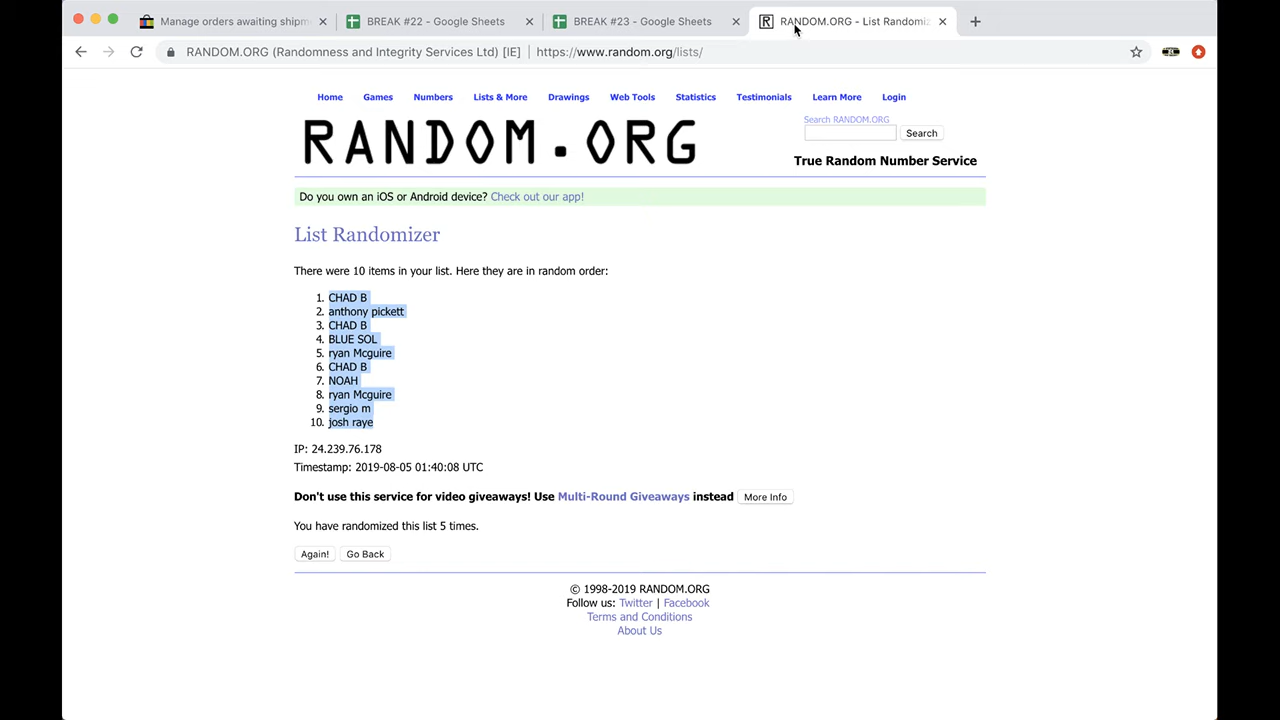 Manage orders awaiting shipm
BREAK #22 - Google Sheets
BREAK #23 - Google Sheets
RANDOM.ORG - List Randomiz
RANDOM.ORG (Randomness and Integrity Services Ltd) [IE] | https://www.random.org/lists/
Home Games Numbers Lists & More Drawings Web Tools Statistics Testimonials Learn More Login
RANDOM.ORG
Search RANDOM.ORG
Search
True Random Number Service
Do you own an iOS or Android device? Check out our app!
List Randomizer
There were 10 items in your list. Here they are in random order:
1. CHAD B
2. anthony pickett
3. CHAD B
4. BLUE SOL
5. ryan Mcguire
6. CHAD B
7. NOAH
8. ryan Mcguire
9. sergio m
10. josh raye
IP: 24.239.76.178
Timestamp: 2019-08-05 01:40:08 UTC
Don't use this service for video giveaways! Use Multi-Round Giveaways instead More Info
You have randomized this list 5 times.
Again! Go Back
© 1998-2019 RANDOM.ORG
Follow us: Twitter | Facebook
Terms and Conditions
About Us